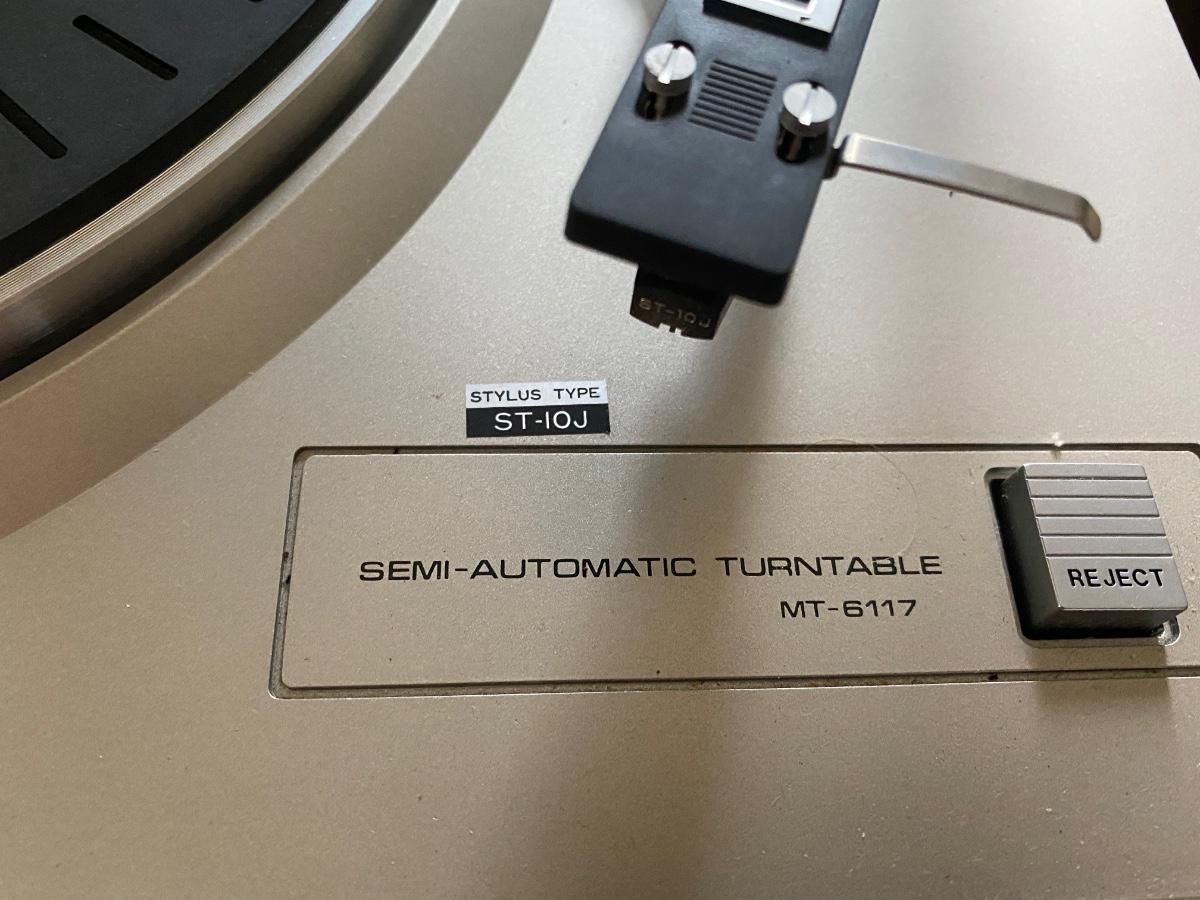 ST-10J
STYLUS TYPE
ST-10J
SEMI-AUTOMATIC TURNTABLE
MT-6117
REJECT